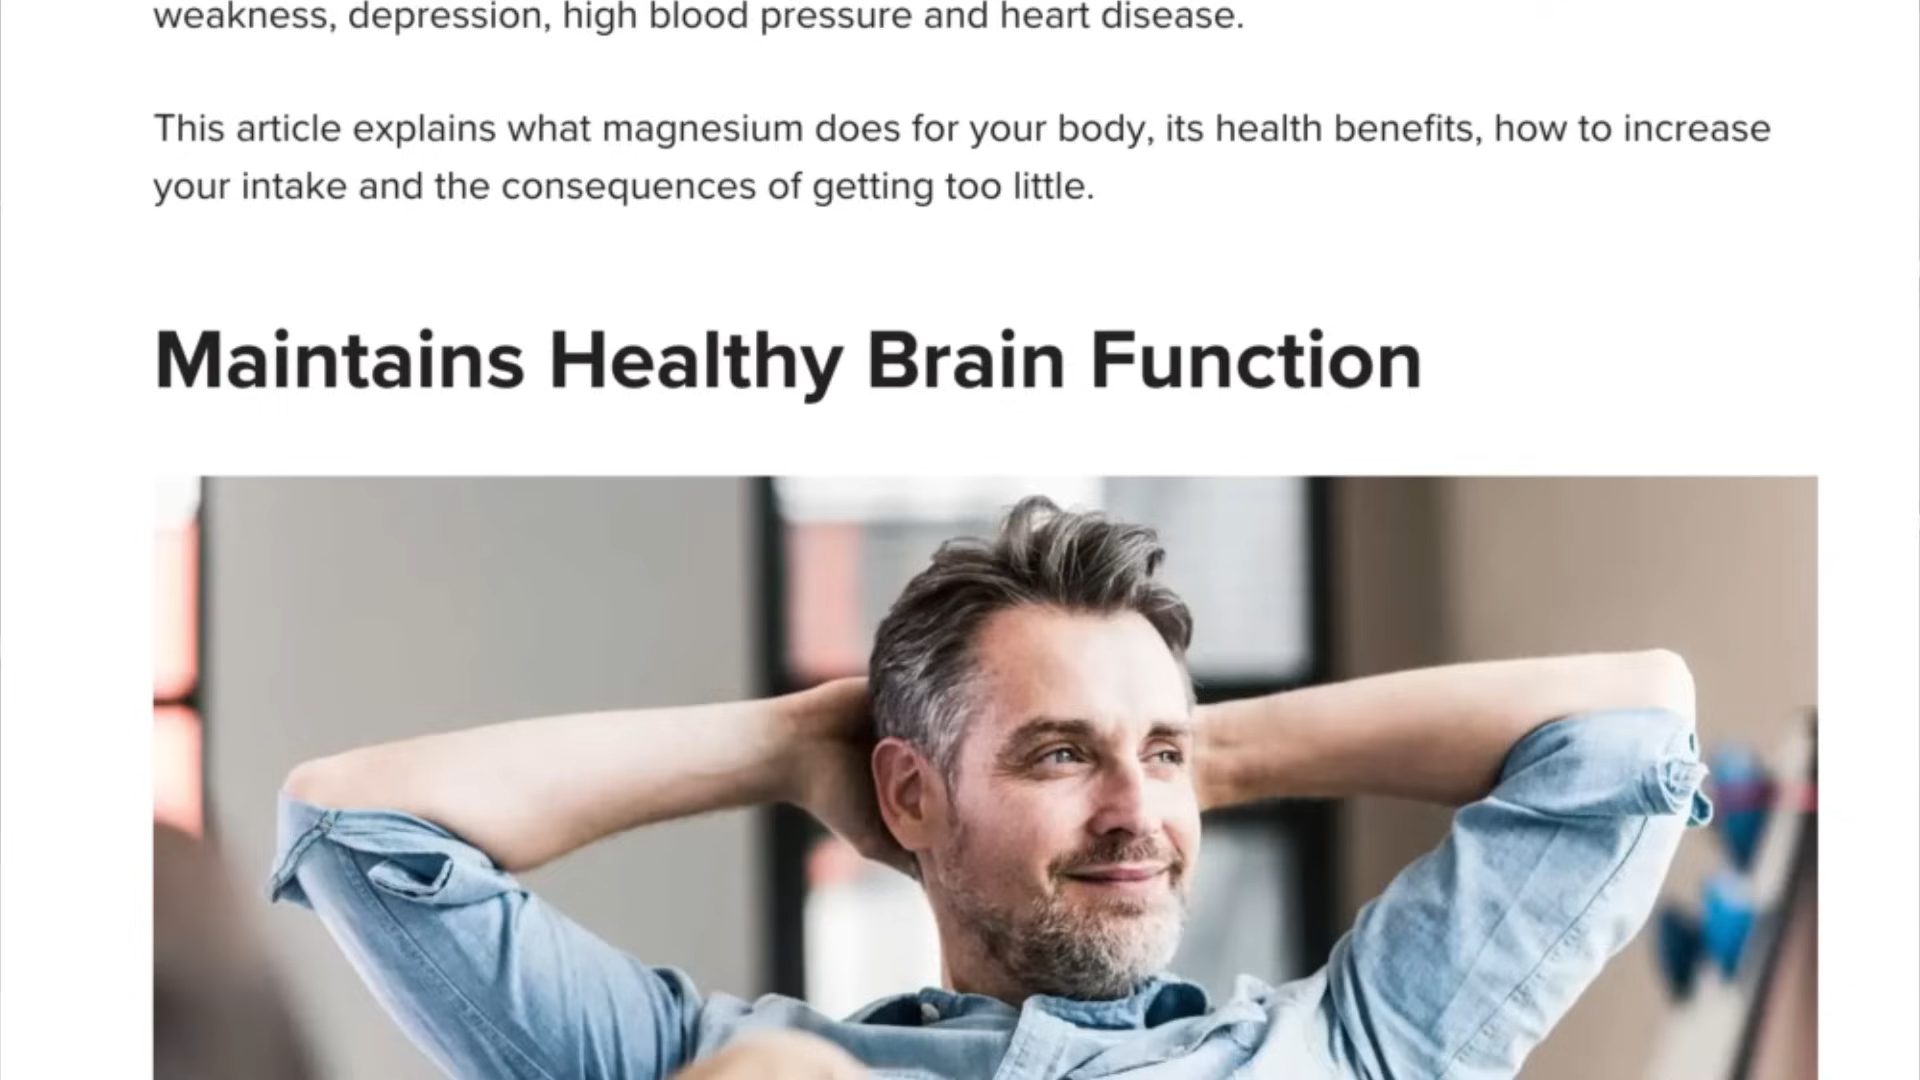 weakness, depression, high blood pressure and heart disease.
This article explains what magnesium does for your body, its health benefits, how to increase
your intake and the consequences of getting too little.
Maintains Healthy Brain Function